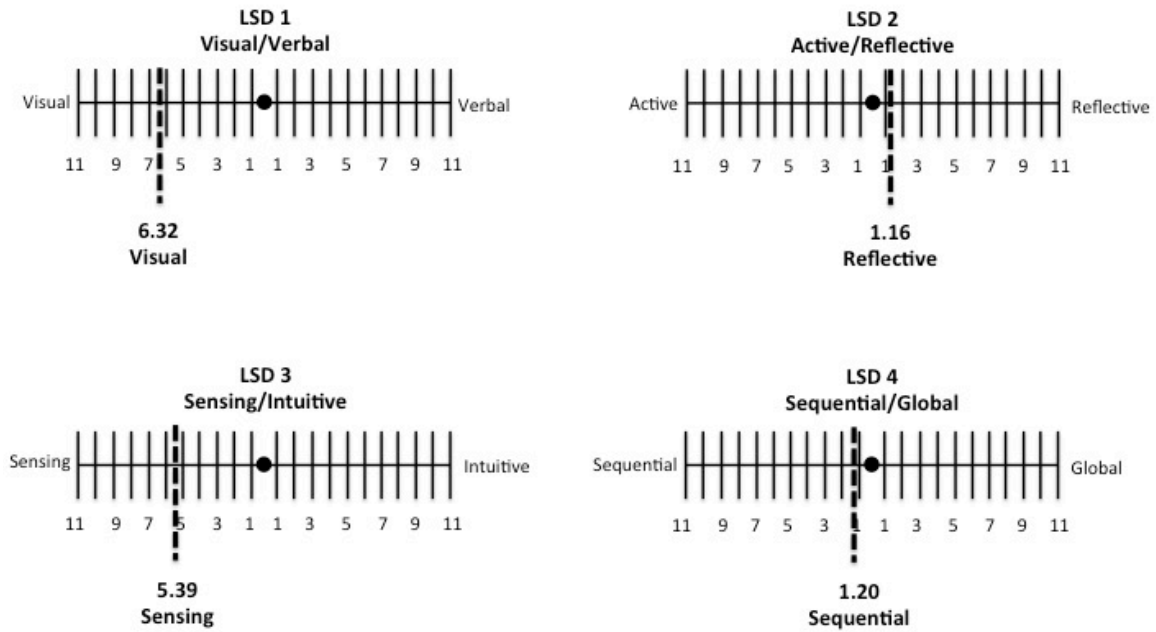 LSD 1
Visual/Verbal
Visual
Verbal
11 9 7 5 3 1 1 3 5 7 9 11
6.32
Visual
LSD 2
Active/Reflective
Active
Reflective
11 9 7 5 3 1 1 3 5 7 9 11
1.16
Reflective
LSD 3
Sensing/Intuitive
Sensing
Intuitive
11 9 7 5 3 1 1 3 5 7 9 11
5.39
Sensing
LSD 4
Sequential/Global
Sequential
Global
11 9 7 5 3 1 1 3 5 7 9 11
1.20
Sequential